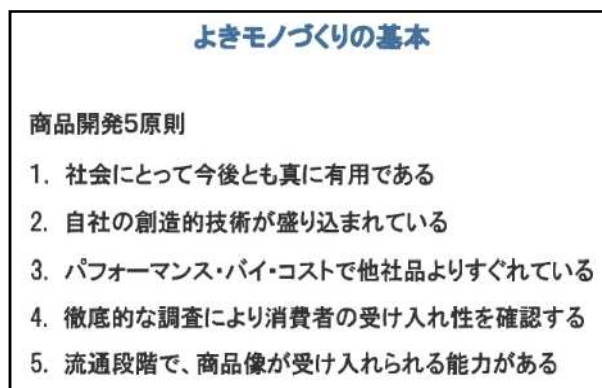 よきモノづくりの基本
商品開発5原則
1. 社会にとって今後とも真に有用である
2. 自社の創造的技術が盛り込まれている
3. パフォーマンス・バイ・コストで他社品よりすぐれている
4. 徹底的な調査により消費者の受け入れ性を確認する
5. 流通段階で、商品像が受け入れられる能力がある